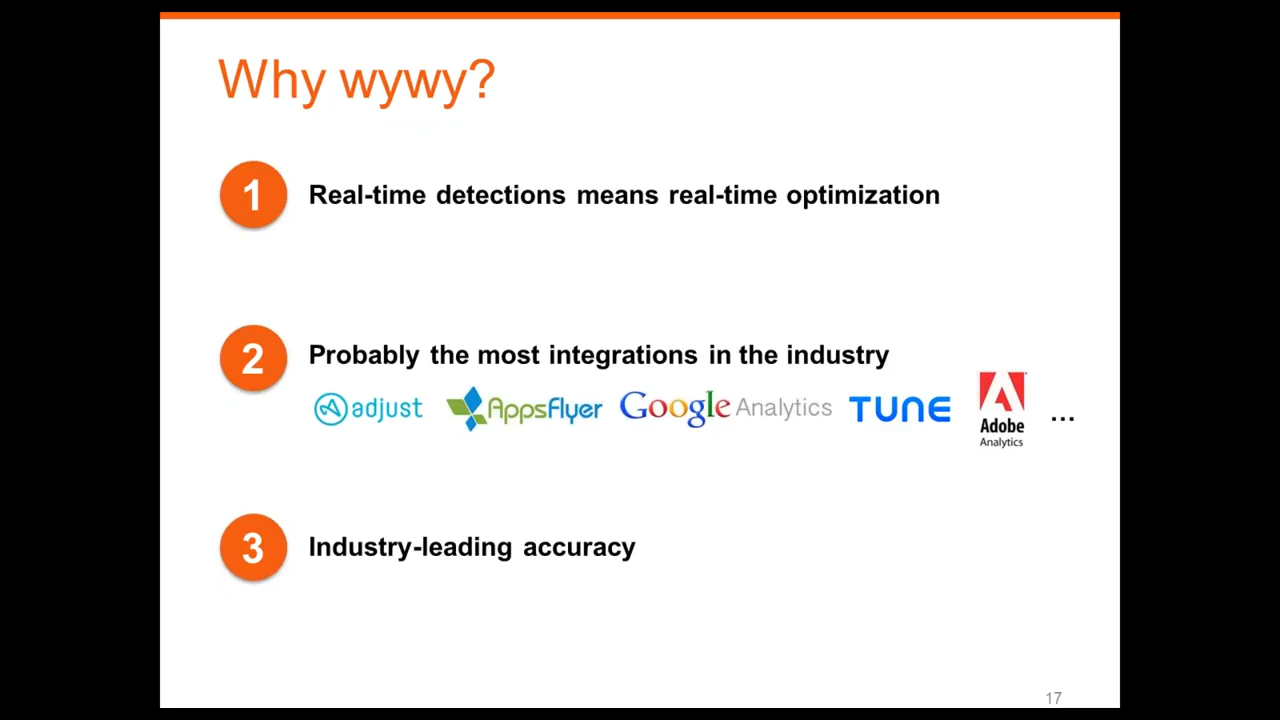 Why wywy?
1
Real-time detections means real-time optimization
2
Probably the most integrations in the industry
adjust AppsFlyer Google Analytics TUNE Adobe Analytics ...
3
Industry-leading accuracy
17